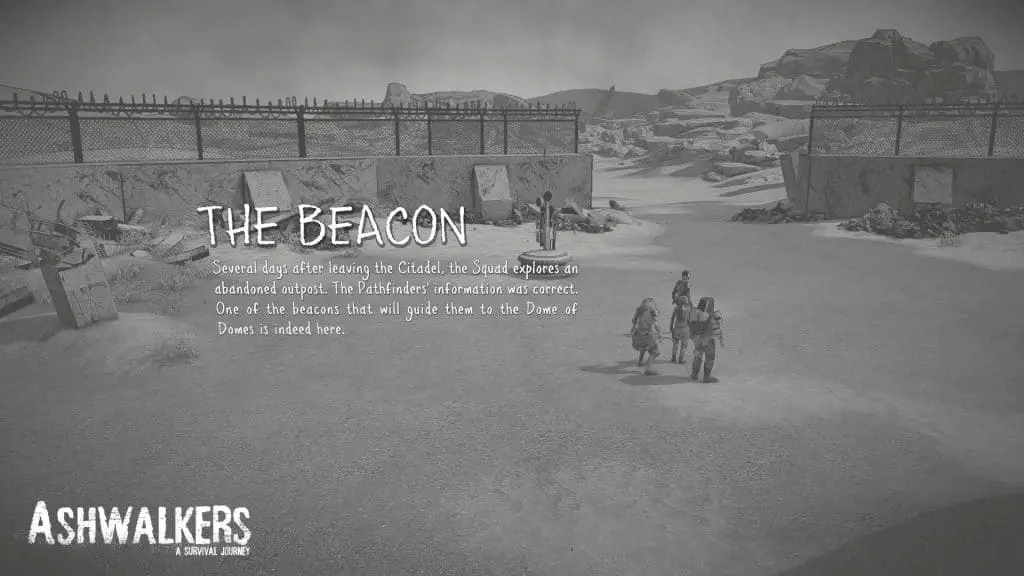 THE BEACON
Several days after leaving the Citadel, the Squad explores an
abandoned outpost. The Pathfinders' information was correct.
One of the beacons that will guide them to the Dome of
Domes is indeed here.
ASHWALKERS
A SURVIVAL JOURNEY